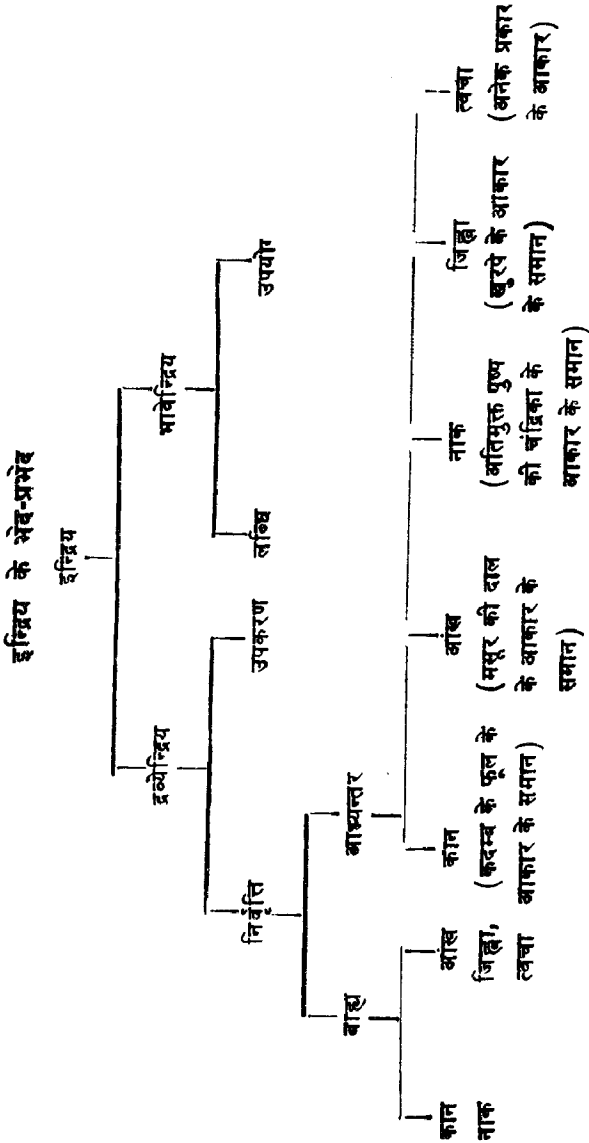 इन्द्रिय के भेद-प्रभेद
इन्द्रिय
द्रव्येन्द्रिय
भावेन्द्रिय
निर्वृत्ति
उपकरण
लब्धि
उपयोग
बाह्य
आभ्यन्तर
कान
नाक
आंख
जिह्वा,
त्वचा
कान
(कदम्ब के फूल के
आकार के समान)
आंख
(मसूर की दाल
के आकार के
समान)
नाक
(अतिमुक्त पुष्प
की चंद्रिका के
आकार के समान)
जिह्वा
(खुरपे के आकार
के समान)
त्वचा
(अनेक प्रकार
के आकार)